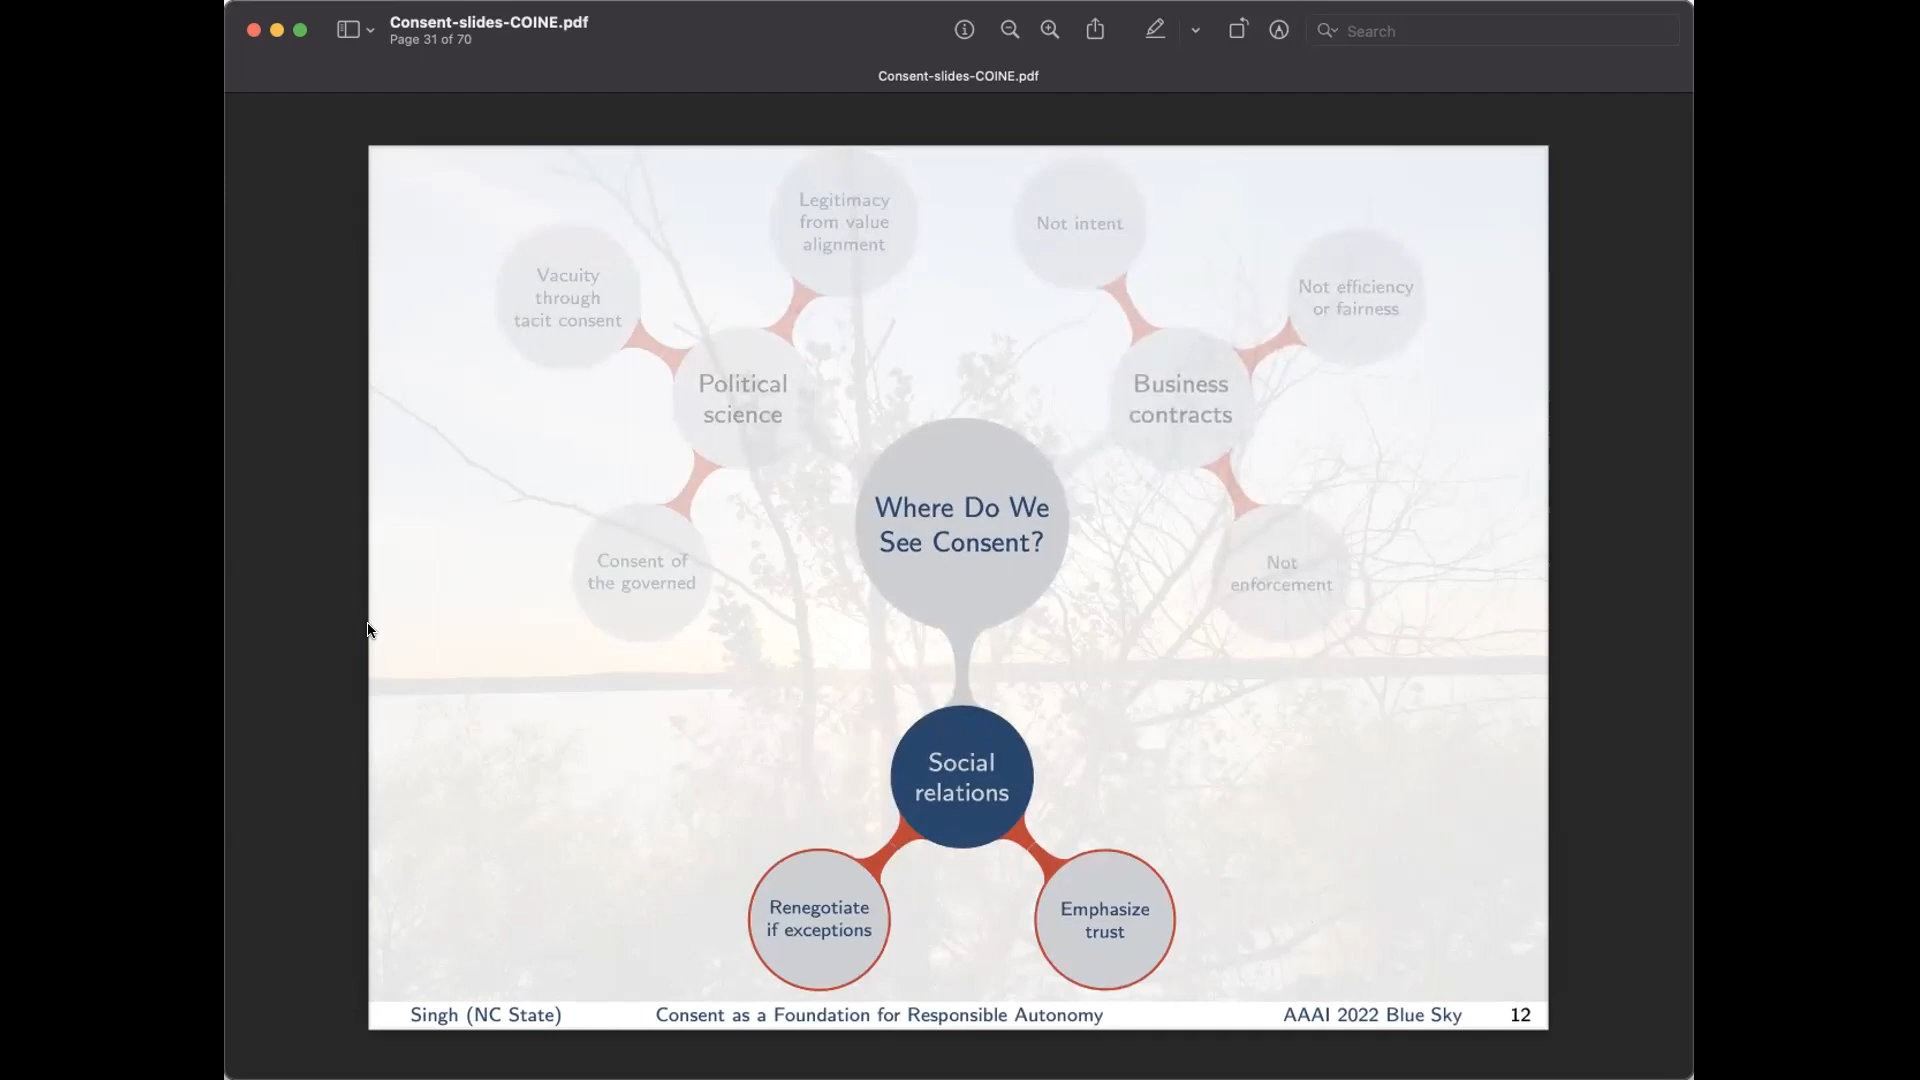 Consent-slides-COINE.pdf
Page 31 of 70
Search
Consent-slides-COINE.pdf
Legitimacy
from value
alignment
Not intent
Vacuity
through
tacit consent
Not efficiency
or fairness
Political
science
Business
contracts
Where Do We
See Consent?
Consent of
the governed
Not
enforcement
Social
relations
Renegotiate
if exceptions
Emphasize
trust
Singh (NC State) Consent as a Foundation for Responsible Autonomy AAAI 2022 Blue Sky 12